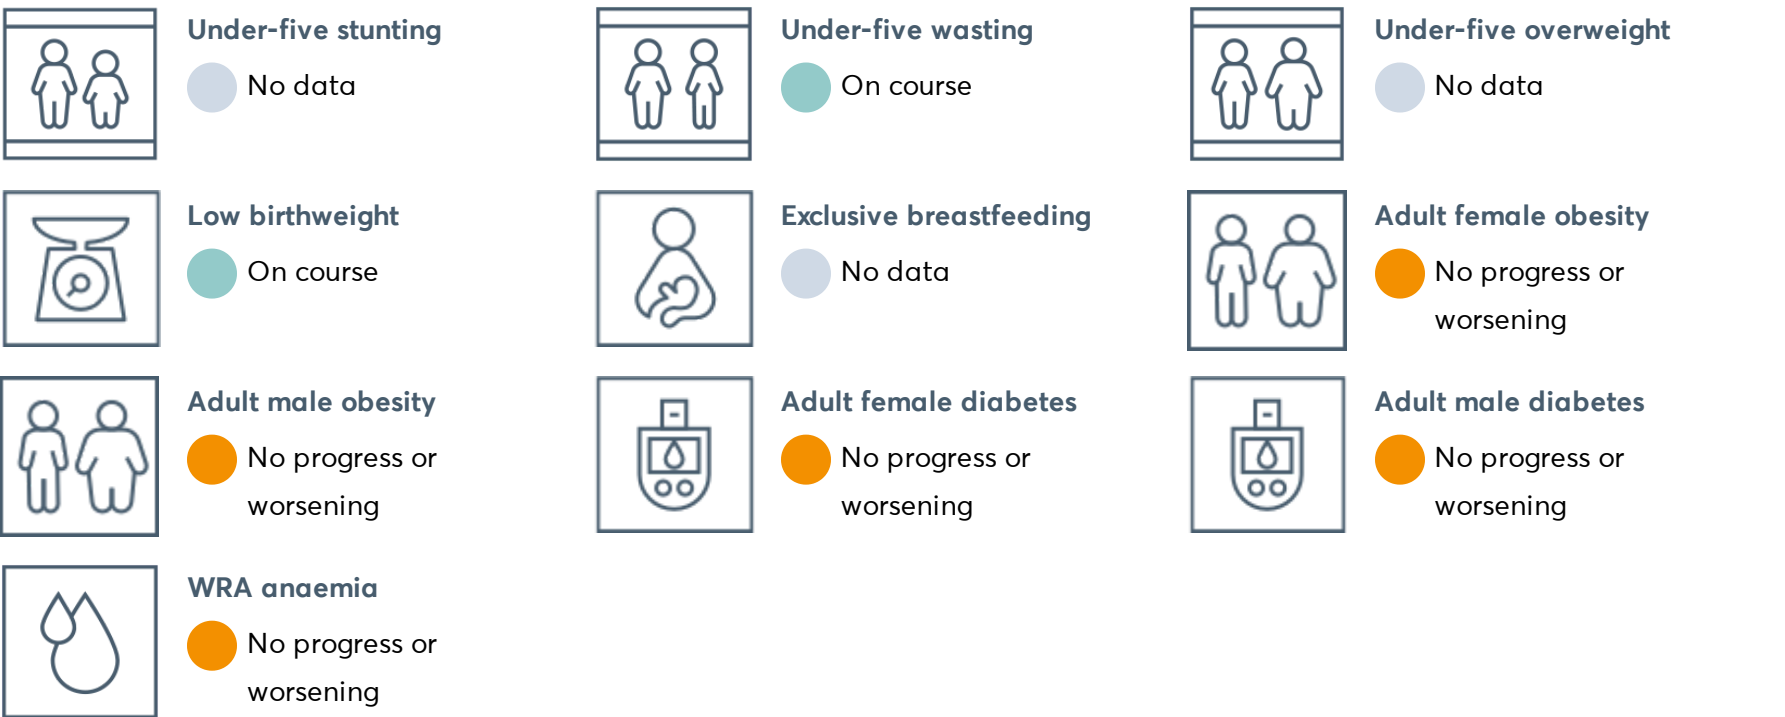 Under-five stunting
No data
Under-five wasting
On course
Under-five overweight
No data
Low birthweight
On course
Exclusive breastfeeding
No data
Adult female obesity
No progress or
worsening
Adult male obesity
No progress or
worsening
Adult female diabetes
No progress or
worsening
Adult male diabetes
No progress or
worsening
WRA anaemia
No progress or
worsening